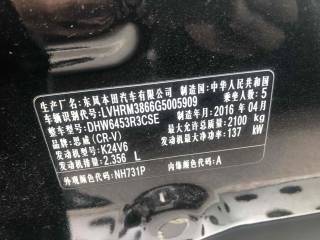 生产厂名：东风本田汽车有限公司 制造国：中华人民共和国
车辆识别代号：LVHRM3866G5005909 乘坐人数：5
整车型号：DHW6453R3CSE 制造年月：2016年04月
品牌：思威(CR-V) 最大允许总质量：2100 kg
发动机型号：K24V6 发动机最大净功率：137 kW
发动机排量：2.356 L
外观颜色代码：NH731P 内饰颜色代码：A